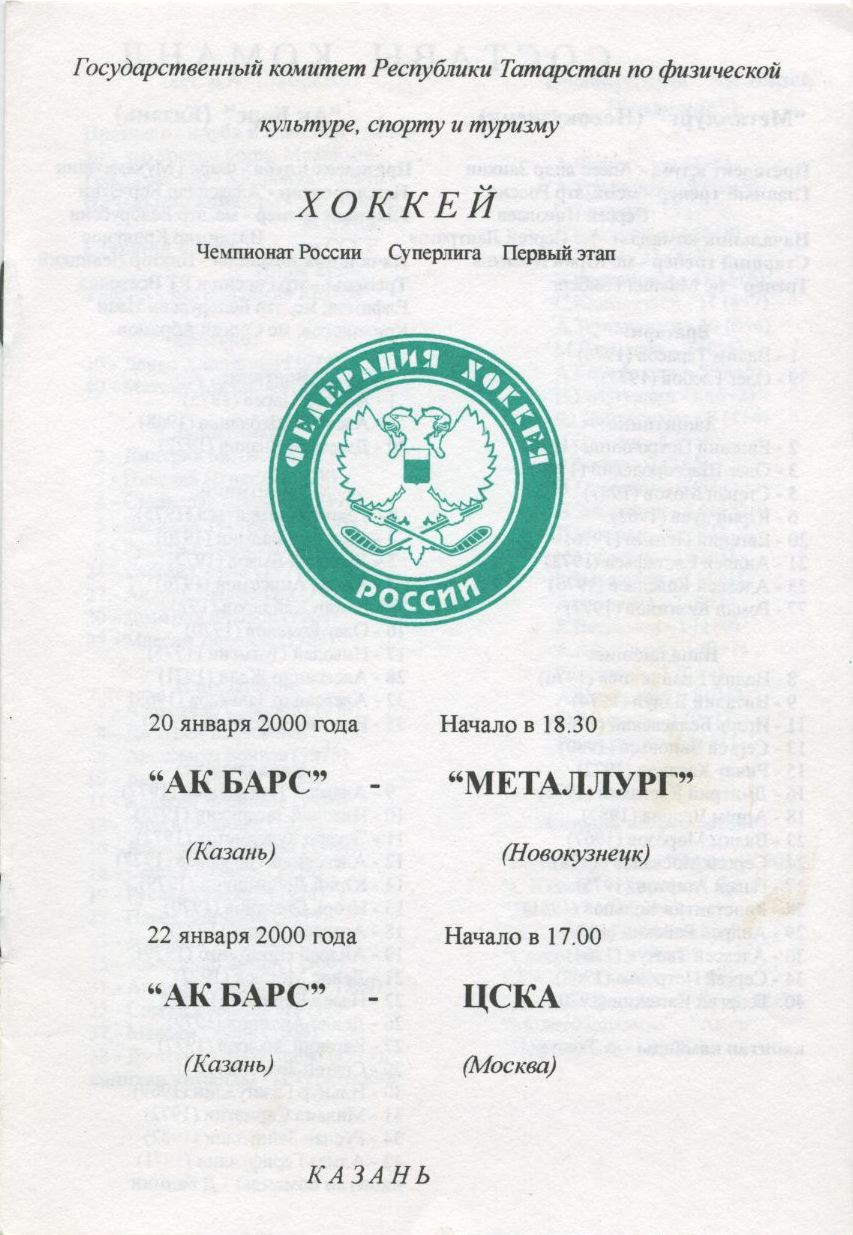 Государственный комитет Республики Татарстан по физической
культуре, спорту и туризму
ХОККЕЙ
Чемпионат России Суперлига Первый этап
ФЕДЕРАЦИЯ ХОККЕЯ
РОССИИ
20 января 2000 года Начало в 18.30
“АК БАРС” - “МЕТАЛЛУРГ”
(Казань) (Новокузнецк)
22 января 2000 года Начало в 17.00
“АК БАРС” - ЦСКА
(Казань) (Москва)
КАЗАНЬ